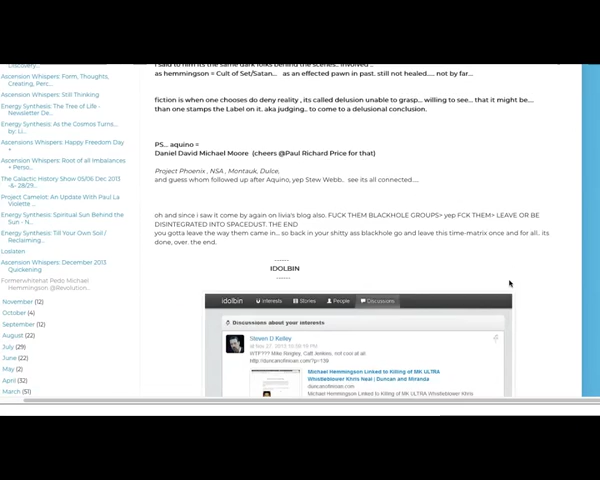 Discovery...
Ascension Whispers: Form, Thoughts,
Creating, Perc...
Ascension Whispers: Still Thinking
Energy Synthesis: The Tree of Life -
Newsletter De...
Energy Synthesis: As the Cosmos Turns...
by: Li...
Ascensions Whispers: Happy Freedom Day
+
Ascension Whispers: Root of all Imbalances
+ Perso...
The Galactic History Show 05/06 Dec 2013
-&- 28/29...
Project Camelot: An Update With Paul La
Violette
Energy Synthesis: Spiritual Sun Behind the
Sun - N...
Energy Synthesis: Till Your Own Soil /
Reclaiming...
Loslaten
Ascension Whispers: December 2013
Quickening
Formerwhitehat Pedo Michael
Hemmingson @Revolution...
November (12)
October (4)
September (12)
August (22)
July (29)
June (22)
May (2)
April (32)
March (51)
I said to him its the same dark folks behind the scenes.. involved ..
as hemmingson = Cult of Set/Satan... as an effected pawn in past. still not healed.... not by far...
fiction is when one chooses do deny reality , its called delusion unable to grasp... willing to see... that it might be....
than one stamps the Label on it. aka judging.. to come to a delusional conclusion.
PS... aquino =
Daniel David Michael Moore (cheers @Paul Richard Price for that)
Project Phoenix , NSA , Montauk, Dulce,
and guess whom followed up after Aquino, yep Stew Webb.. see its all connected.....
oh and since i saw it come by again on livia's blog also. FUCK THEM BLACKHOLE GROUPS> yep FCK THEM> LEAVE OR BE
DISINTEGRATED INTO SPACEDUST. THE END
you gotta leave the way them came in... so back in your shitty ass blackhole go and leave this time-matrix once and for all.. its
done, over. the end.
------
IDOLBIN
------
idolbin Interests Stories People Discussions
Discussions about your interests
Steven D Kelley
WTF??? Mike Reigley, Catt Jenkins, not cool at all
http://duncanofinoan.com/?p=139
Michael Hemmingson Linked to Killing of MK ULTRA
Whistleblower Khris Neal | Duncan and Miranda
duncanofinoan.com
Michael Hemmingson Linked to Killing of MK ULTRA Whistleblower Khris